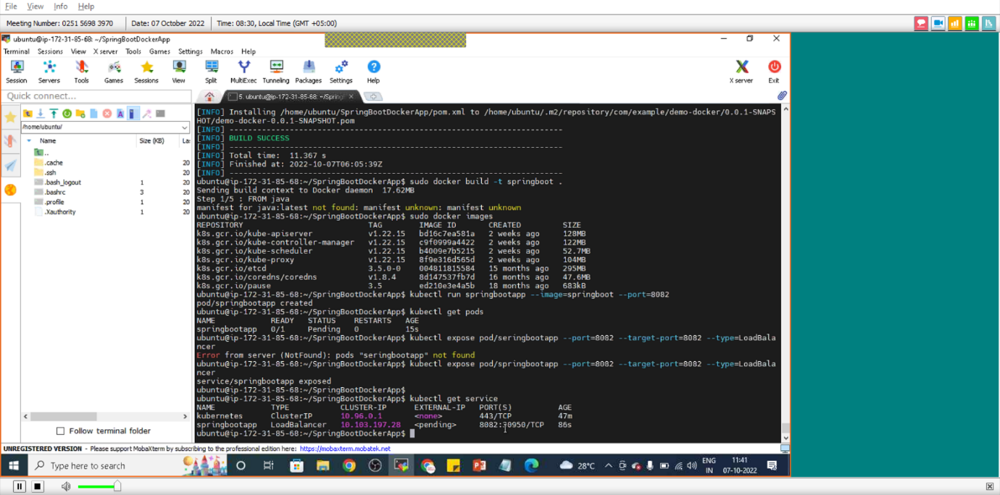 File View Info Help
Meeting Number: 0251 5698 3970 Date: 07 October 2022 Time: 08:30, Local Time (GMT +05:00)
ubuntu@ip-172-31-85-68: ~/SpringBootDockerApp
Terminal Sessions View X server Tools Games Settings Macros Help
Session Servers Tools Games Sessions View Split MultiExec Tunneling Packages Settings Help X server Exit
Quick connect...
5. ubuntu@ip-172-31-85-68: ~/Spring
/home/ubuntu/
Name Size (KB) La
..
.cache 20
.ssh 20
.bash_logout 1 20
.bashrc 3 20
.profile 1 20
.Xauthority 1 20
Follow terminal folder
[INFO] Installing /home/ubuntu/SpringBootDockerApp/pom.xml to /home/ubuntu/.m2/repository/com/example/demo-docker/0.0.1-SNAPS
HOT/demo-docker-0.0.1-SNAPSHOT.pom
[INFO] ------------------------------------------------------------------------
[INFO] BUILD SUCCESS
[INFO] ------------------------------------------------------------------------
[INFO] Total time:  11.367 s
[INFO] Finished at: 2022-10-07T06:05:39Z
[INFO] ------------------------------------------------------------------------
ubuntu@ip-172-31-85-68:~/SpringBootDockerApp$ sudo docker build -t springboot .
Sending build context to Docker daemon  17.62MB
Step 1/5 : FROM java
manifest for java:latest not found: manifest unknown: manifest unknown
ubuntu@ip-172-31-85-68:~/SpringBootDockerApp$ sudo docker images
REPOSITORY TAG IMAGE ID CREATED SIZE
k8s.gcr.io/kube-apiserver v1.22.15 bd16c7ea581a 2 weeks ago 128MB
k8s.gcr.io/kube-controller-manager v1.22.15 c9f0999a4422 2 weeks ago 122MB
k8s.gcr.io/kube-scheduler v1.22.15 b4009e7b5215 2 weeks ago 52.7MB
k8s.gcr.io/kube-proxy v1.22.15 8f9e316d565d 2 weeks ago 104MB
k8s.gcr.io/etcd 3.5.0-0 004811815584 15 months ago 295MB
k8s.gcr.io/coredns/coredns v1.8.4 8d147537fb7d 16 months ago 47.6MB
k8s.gcr.io/pause 3.5 ed210e3e4a5b 18 months ago 683kB
ubuntu@ip-172-31-85-68:~/SpringBootDockerApp$ kubectl run springbootapp --image=springboot --port=8082
pod/springbootapp created
ubuntu@ip-172-31-85-68:~/SpringBootDockerApp$ kubectl get pods
NAME READY STATUS RESTARTS AGE
springbootapp 0/1 Pending 0 15s
ubuntu@ip-172-31-85-68:~/SpringBootDockerApp$ kubectl expose pod/seringbootapp --port=8082 --target-port=8082 --type=LoadBala
ncer
Error from server (NotFound): pods "seringbootapp" not found
ubuntu@ip-172-31-85-68:~/SpringBootDockerApp$ kubectl expose pod/springbootapp --port=8082 --target-port=8082 --type=LoadBala
ncer
service/springbootapp exposed
ubuntu@ip-172-31-85-68:~/SpringBootDockerApp$
ubuntu@ip-172-31-85-68:~/SpringBootDockerApp$ kubectl get service
NAME TYPE CLUSTER-IP EXTERNAL-IP PORT(S) AGE
kubernetes ClusterIP 10.96.0.1 <none> 443/TCP 47m
springbootapp LoadBalancer 10.103.197.28 <pending> 8082:30950/TCP 86s
ubuntu@ip-172-31-85-68:~/SpringBootDockerApp$
UNREGISTERED VERSION - Please support MobaXterm by subscribing to the professional edition here: https://mobaxterm.mobatek.net
Type here to search 28°C ENG 11:41
IN 07-10-2022